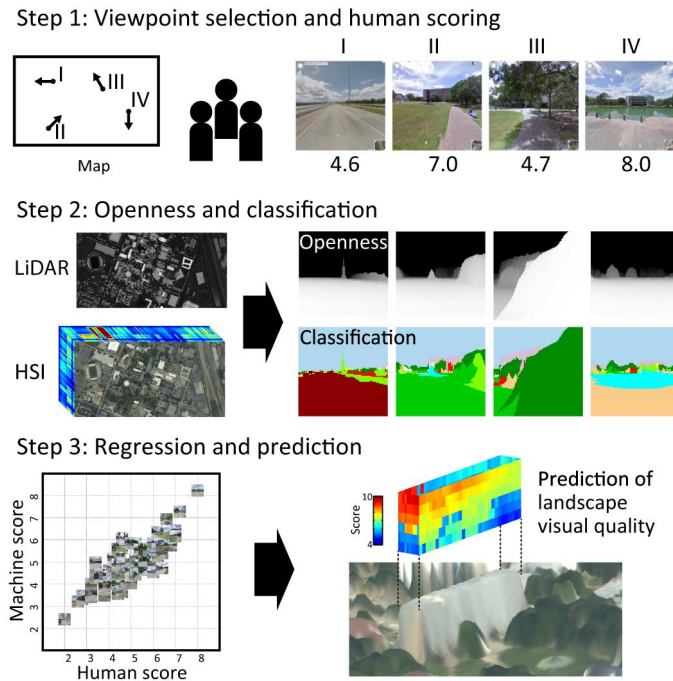 Step 1: Viewpoint selection and human scoring
I II III IV
I
III
IV
II
Map
4.6 7.0 4.7 8.0
Step 2: Openness and classification
LiDAR
Openness
HSI
Classification
Step 3: Regression and prediction
Machine score
8
7
6
5
4
3
2
2 3 4 5 6 7 8
Human score
Score
10
4
Prediction of
landscape
visual quality